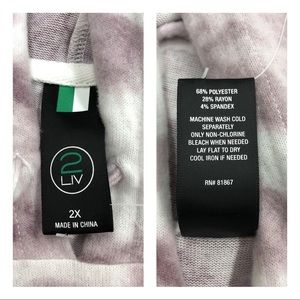 2
LIV
2X
MADE IN CHINA
68% POLYESTER
28% RAYON
4% SPANDEX
MACHINE WASH COLD
SEPARATELY
ONLY NON-CHLORINE
BLEACH WHEN NEEDED
LAY FLAT TO DRY
COOL IRON IF NEEDED
RN# 81867